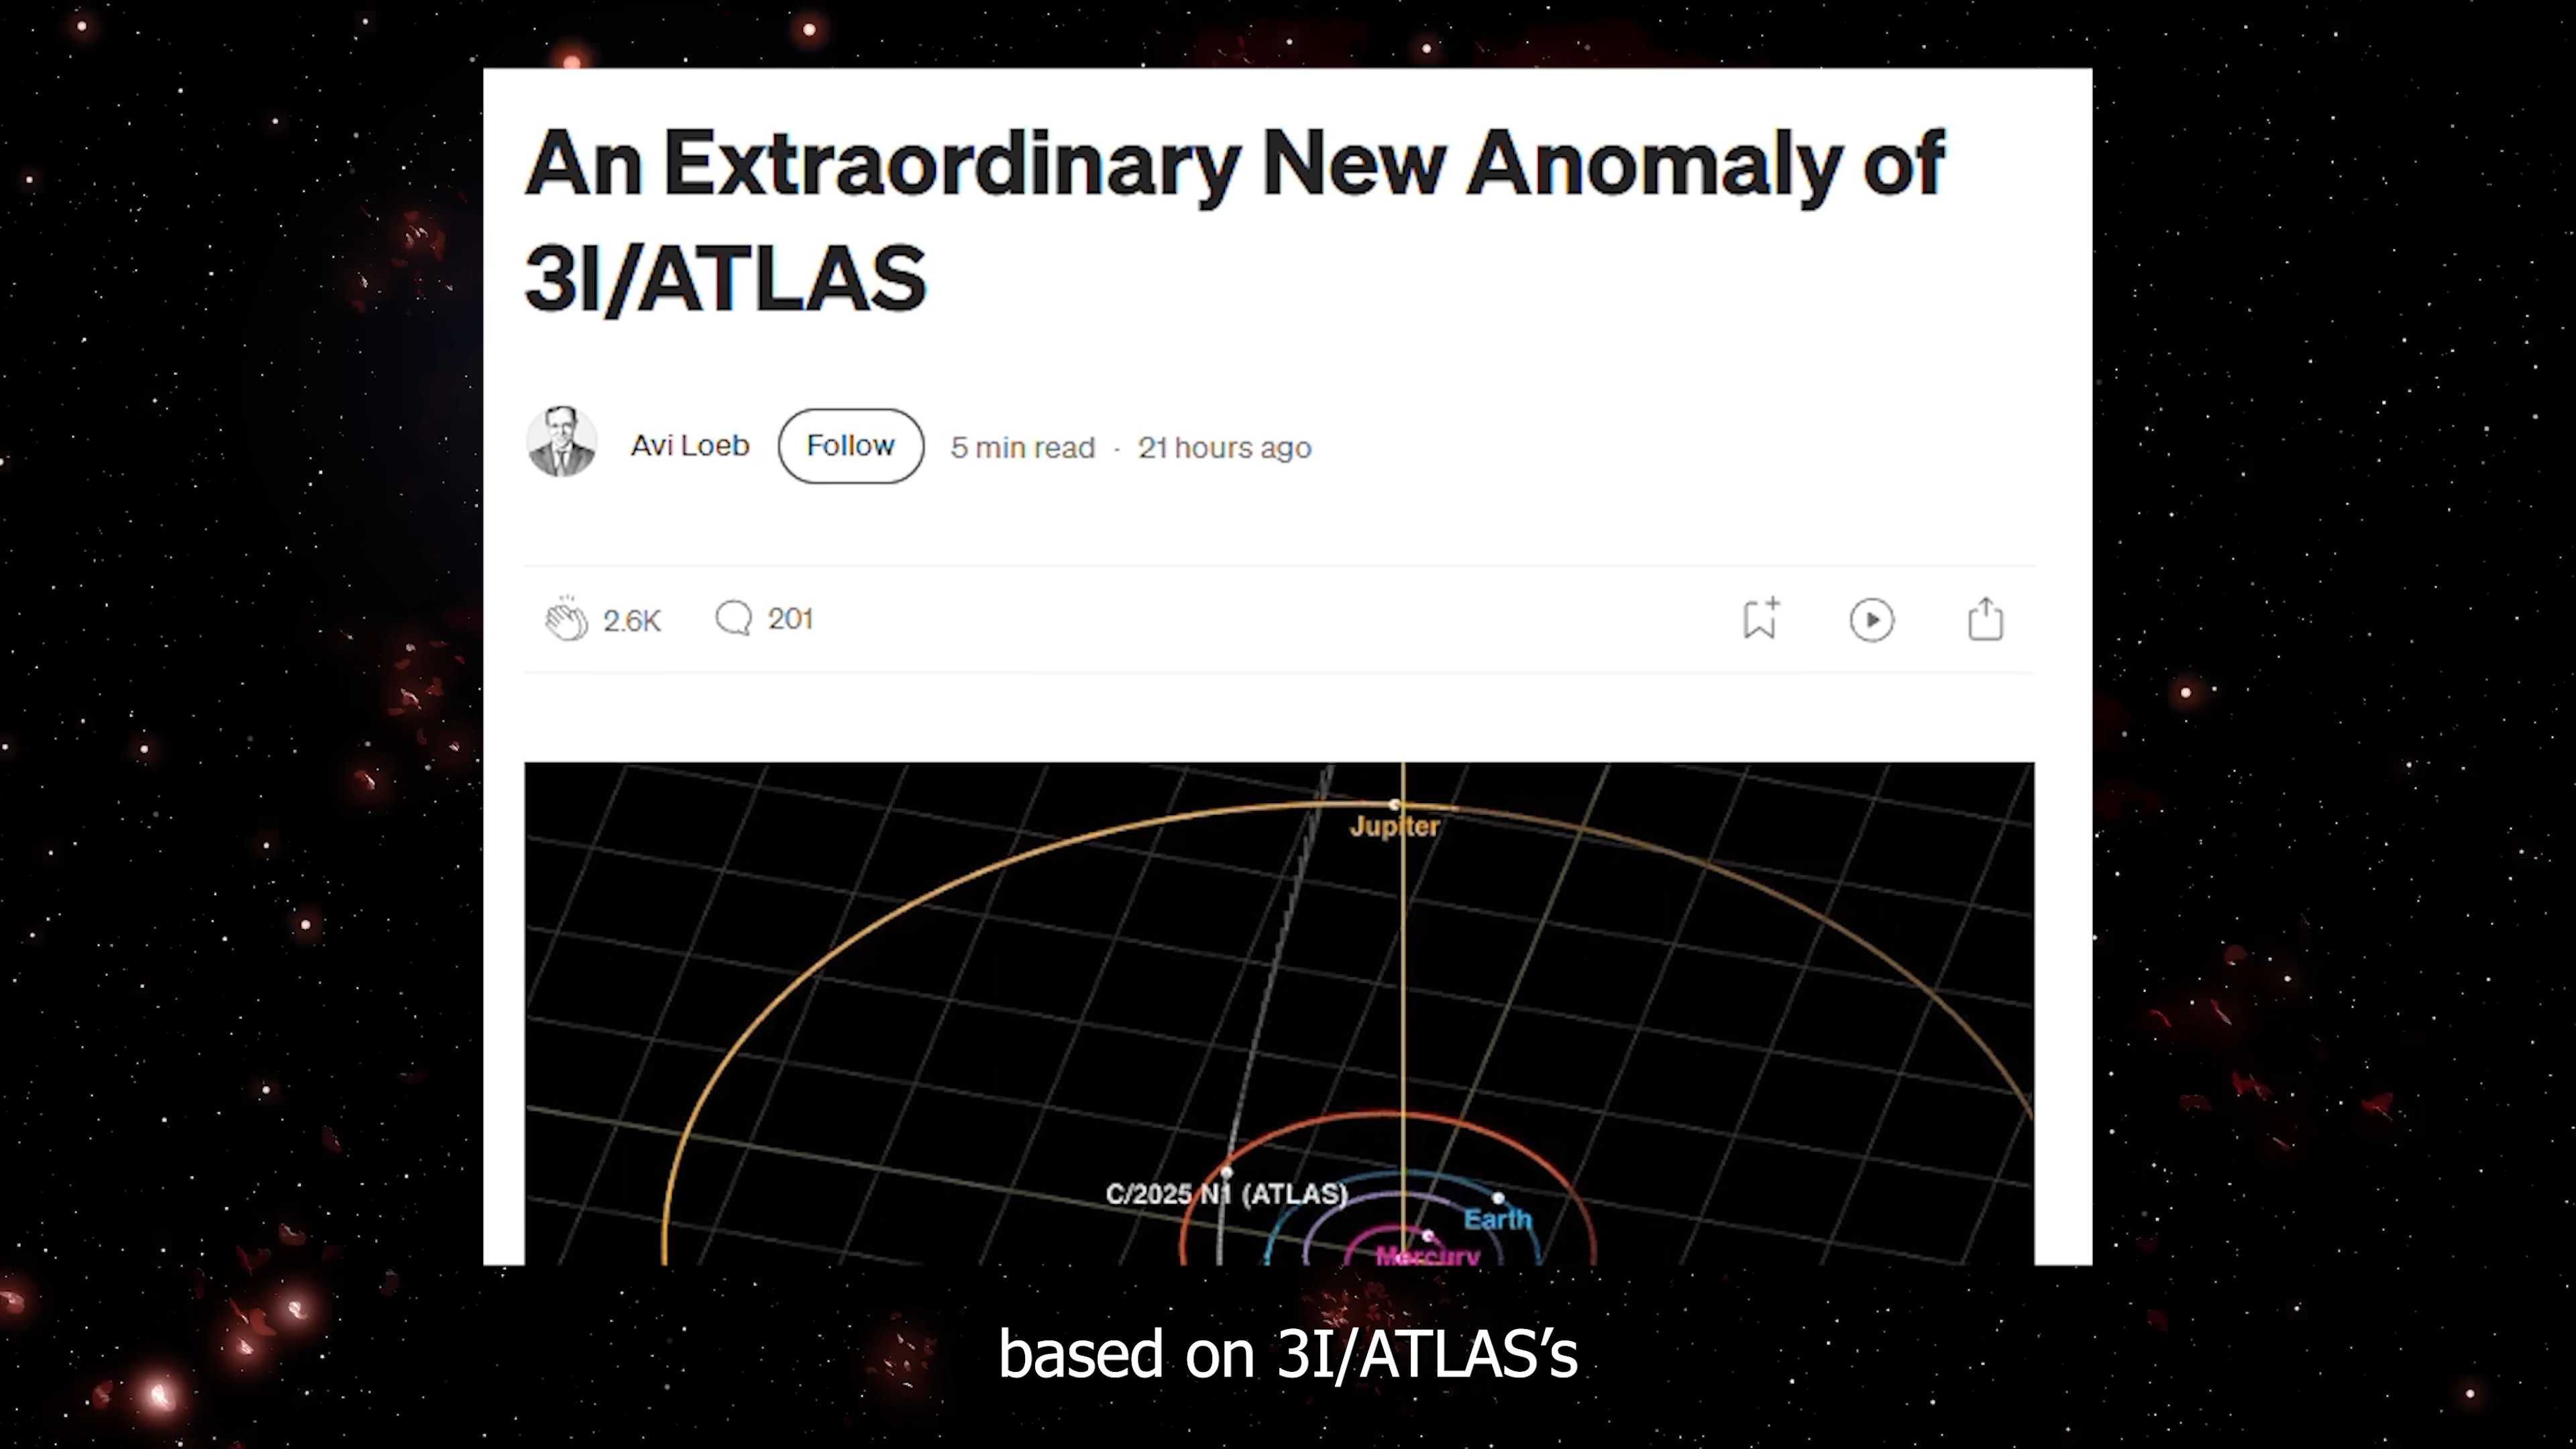 An Extraordinary New Anomaly of
3I/ATLAS
Avi Loeb Follow 5 min read · 21 hours ago
2.6K 201
Jupiter
C/2025 N1 (ATLAS)
Earth
Mercury
based on 3I/ATLAS’s